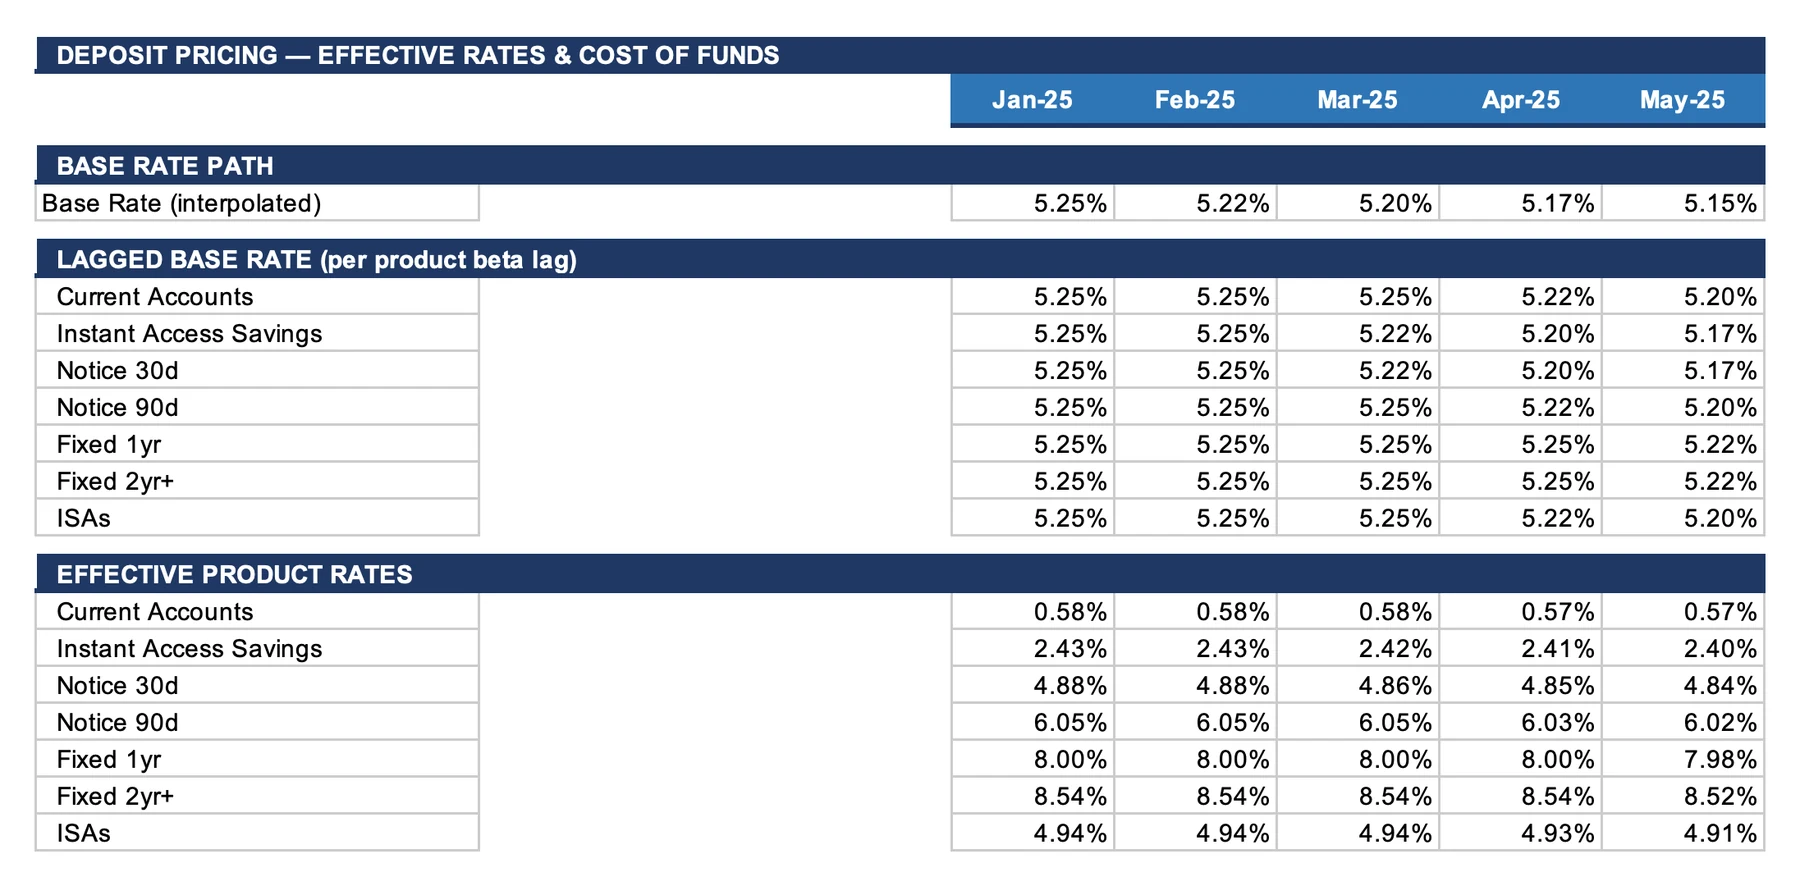 DEPOSIT PRICING — EFFECTIVE RATES & COST OF FUNDS
Jan-25 Feb-25 Mar-25 Apr-25 May-25
BASE RATE PATH
Base Rate (interpolated) 5.25% 5.22% 5.20% 5.17% 5.15%
LAGGED BASE RATE (per product beta lag)
Current Accounts 5.25% 5.25% 5.25% 5.22% 5.20%
Instant Access Savings 5.25% 5.25% 5.22% 5.20% 5.17%
Notice 30d 5.25% 5.25% 5.22% 5.20% 5.17%
Notice 90d 5.25% 5.25% 5.25% 5.22% 5.20%
Fixed 1yr 5.25% 5.25% 5.25% 5.25% 5.22%
Fixed 2yr+ 5.25% 5.25% 5.25% 5.25% 5.22%
ISAs 5.25% 5.25% 5.25% 5.22% 5.20%
EFFECTIVE PRODUCT RATES
Current Accounts 0.58% 0.58% 0.58% 0.57% 0.57%
Instant Access Savings 2.43% 2.43% 2.42% 2.41% 2.40%
Notice 30d 4.88% 4.88% 4.86% 4.85% 4.84%
Notice 90d 6.05% 6.05% 6.05% 6.03% 6.02%
Fixed 1yr 8.00% 8.00% 8.00% 8.00% 7.98%
Fixed 2yr+ 8.54% 8.54% 8.54% 8.54% 8.52%
ISAs 4.94% 4.94% 4.94% 4.93% 4.91%